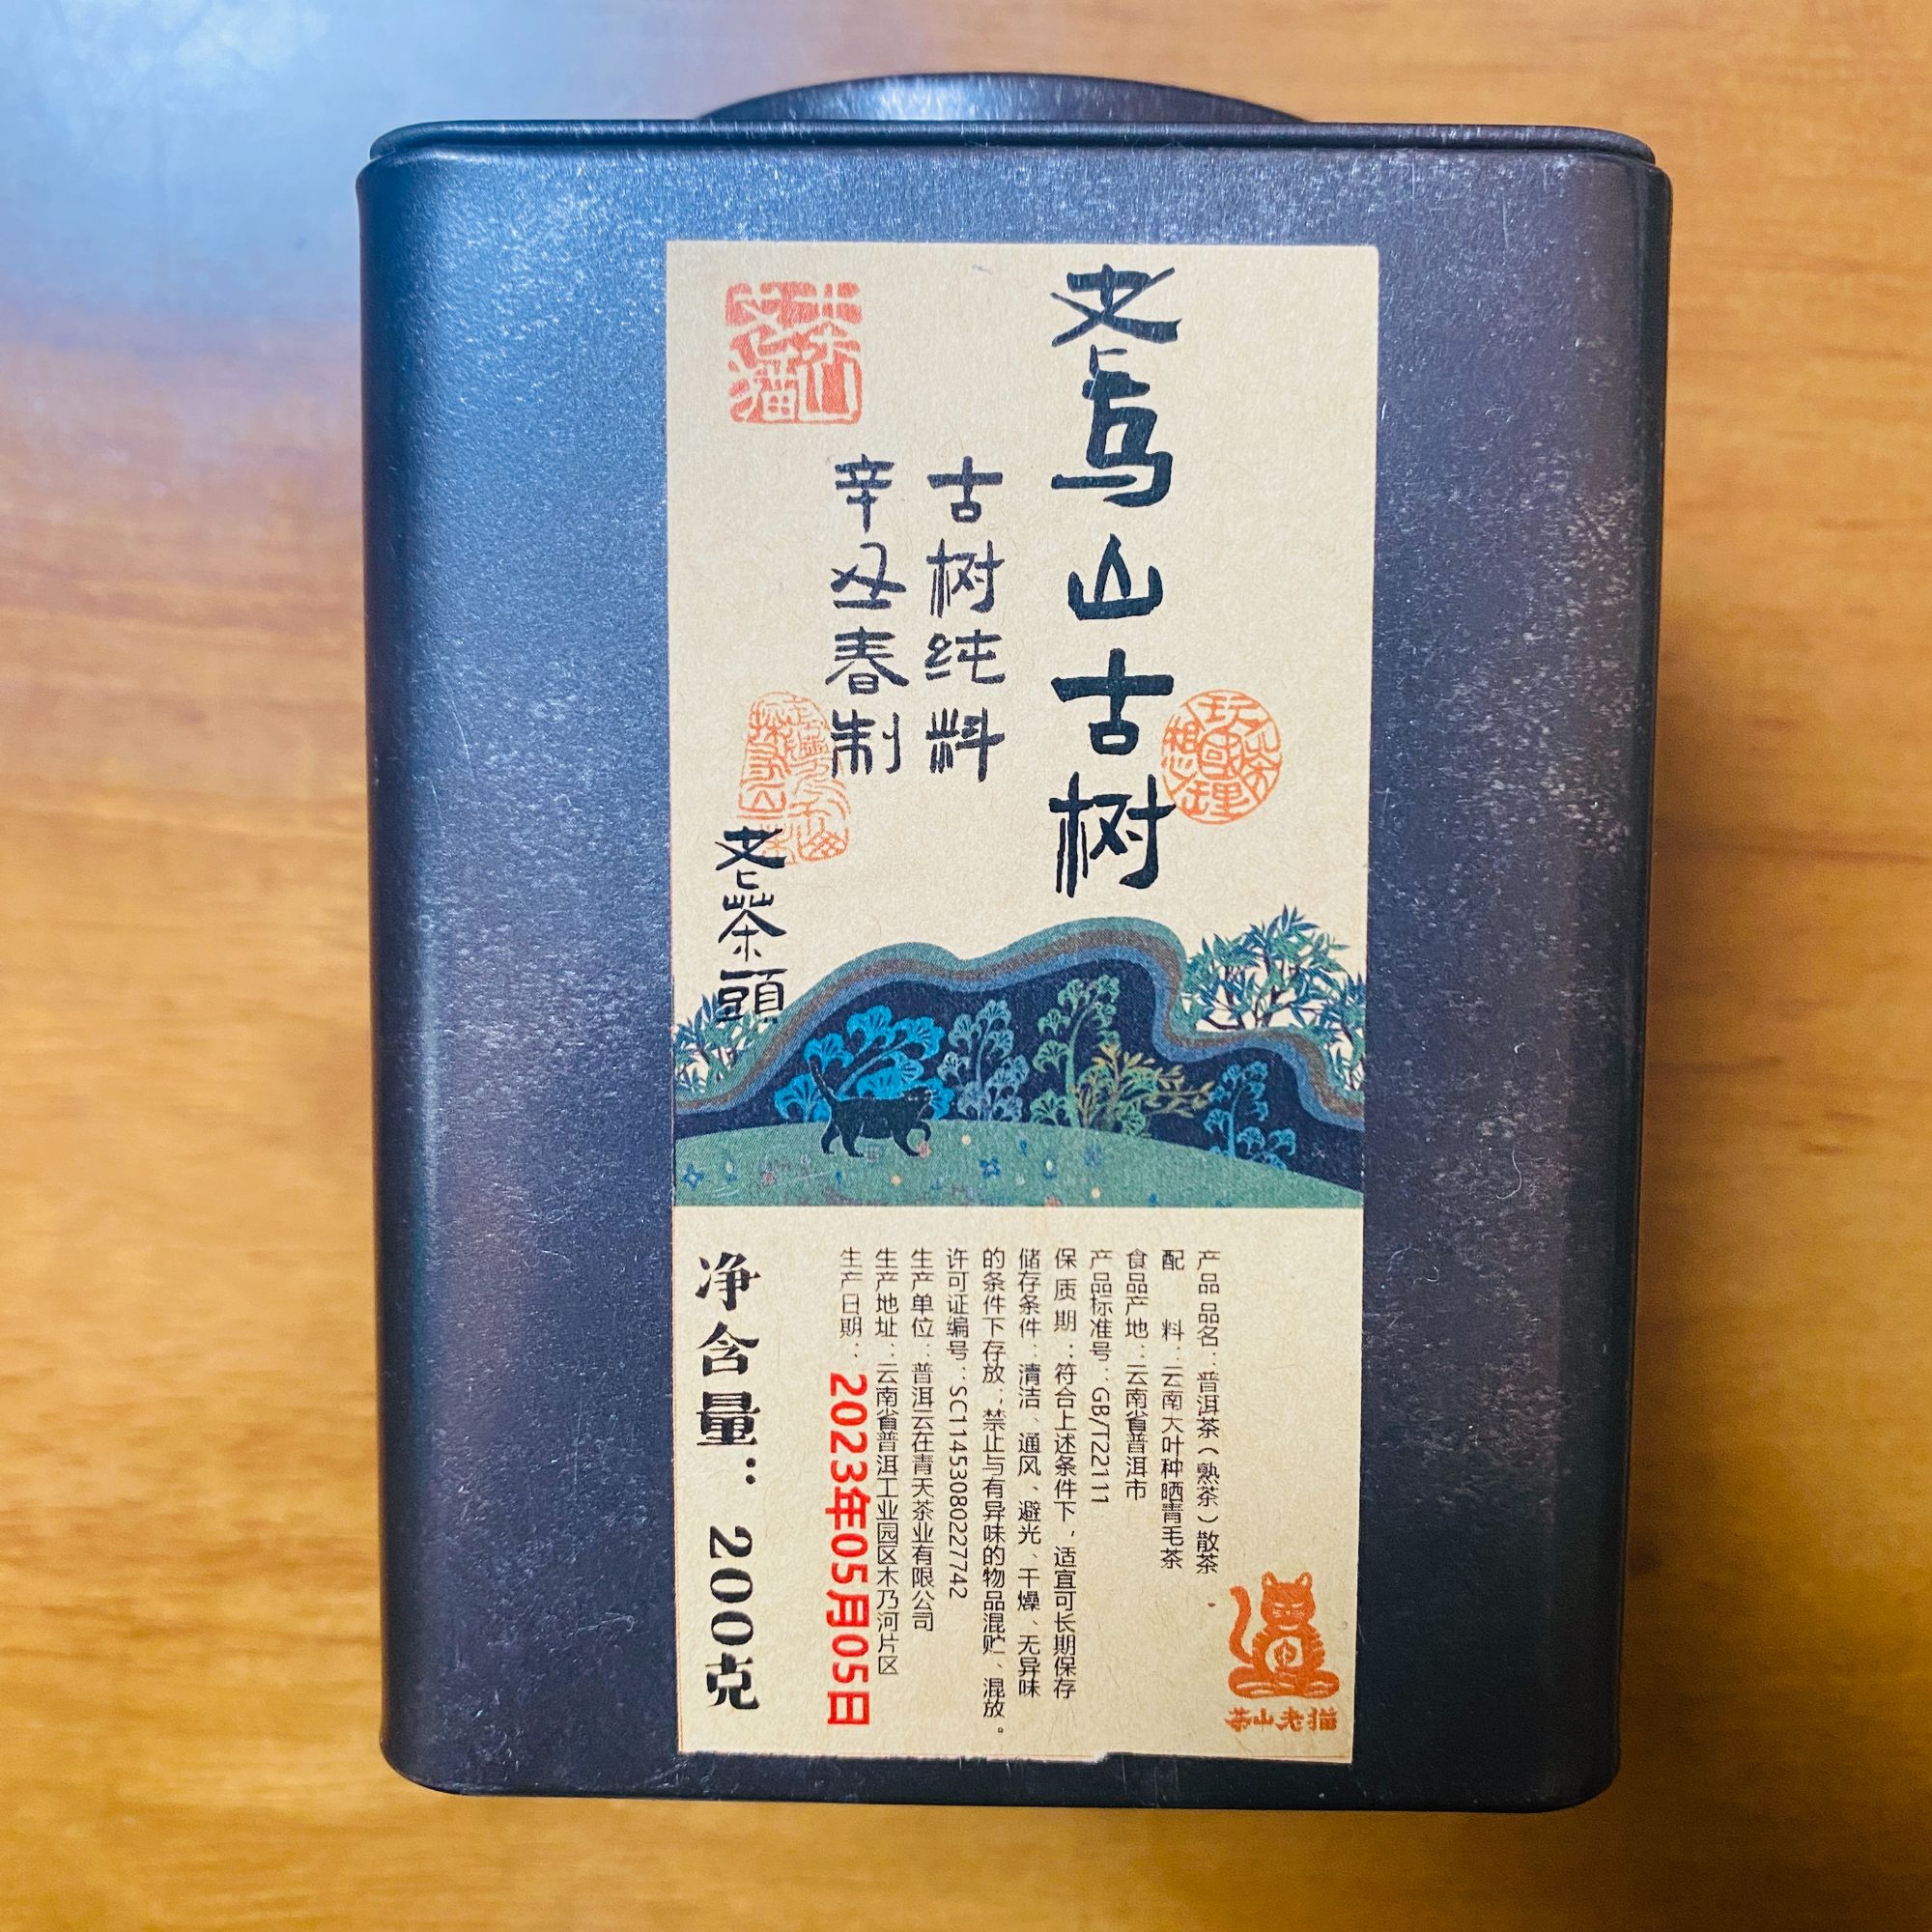 老乌山古树
古树纯料
辛丑春制
老茶頭
茶山老猫
产品品名：普洱茶（熟茶）散茶
配料：云南大叶种晒青毛茶
食品产地：云南省普洱市
产品标准号：GB/T22111
保质期：符合上述条件下，适宜可长期保存
储存条件：清洁、通风、避光、干燥、无异味
的条件下存放；禁止与有异味的物品混贮、混放。
许可证编号：SC11453080227742
生产单位：普洱云在青天茶业有限公司
生产地址：云南省普洱工业园区木乃河片区
生产日期：2023年05月05日
净含量：200克
茶山老猫